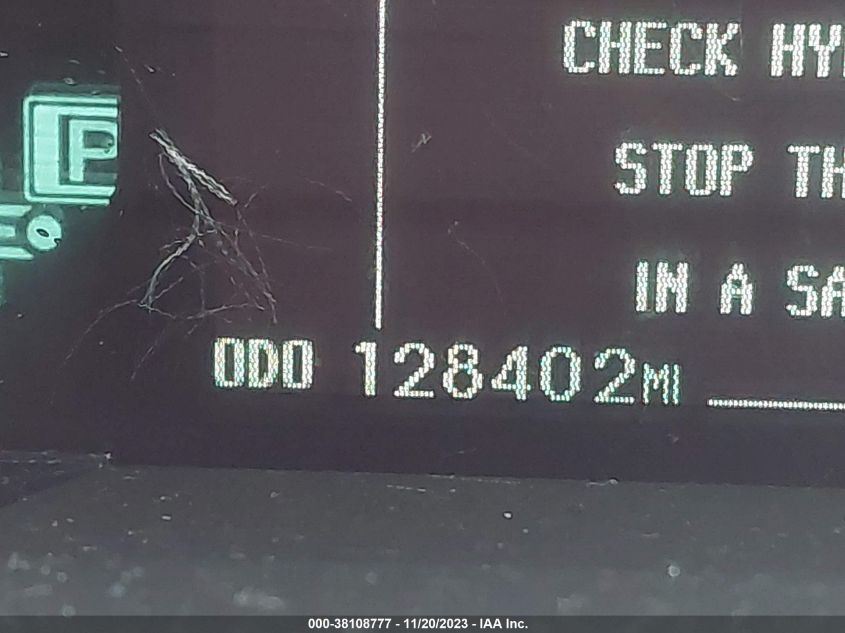 CHECK HY
P
STOP TH
IN A SA
ODO 128402MI
000-38108777 - 11/20/2023 - IAA Inc.